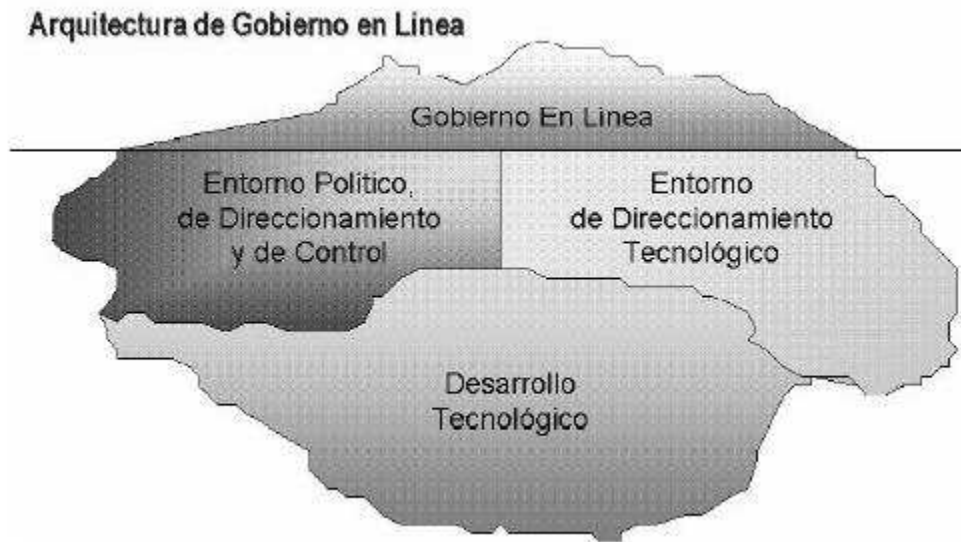 Arquitectura de Gobierno en Linea
Gobierno En Linea
Entorno Político,
de Direccionamiento
y de Control
Entorno
de Direccionamiento
Tecnológico
Desarrollo
Tecnológico